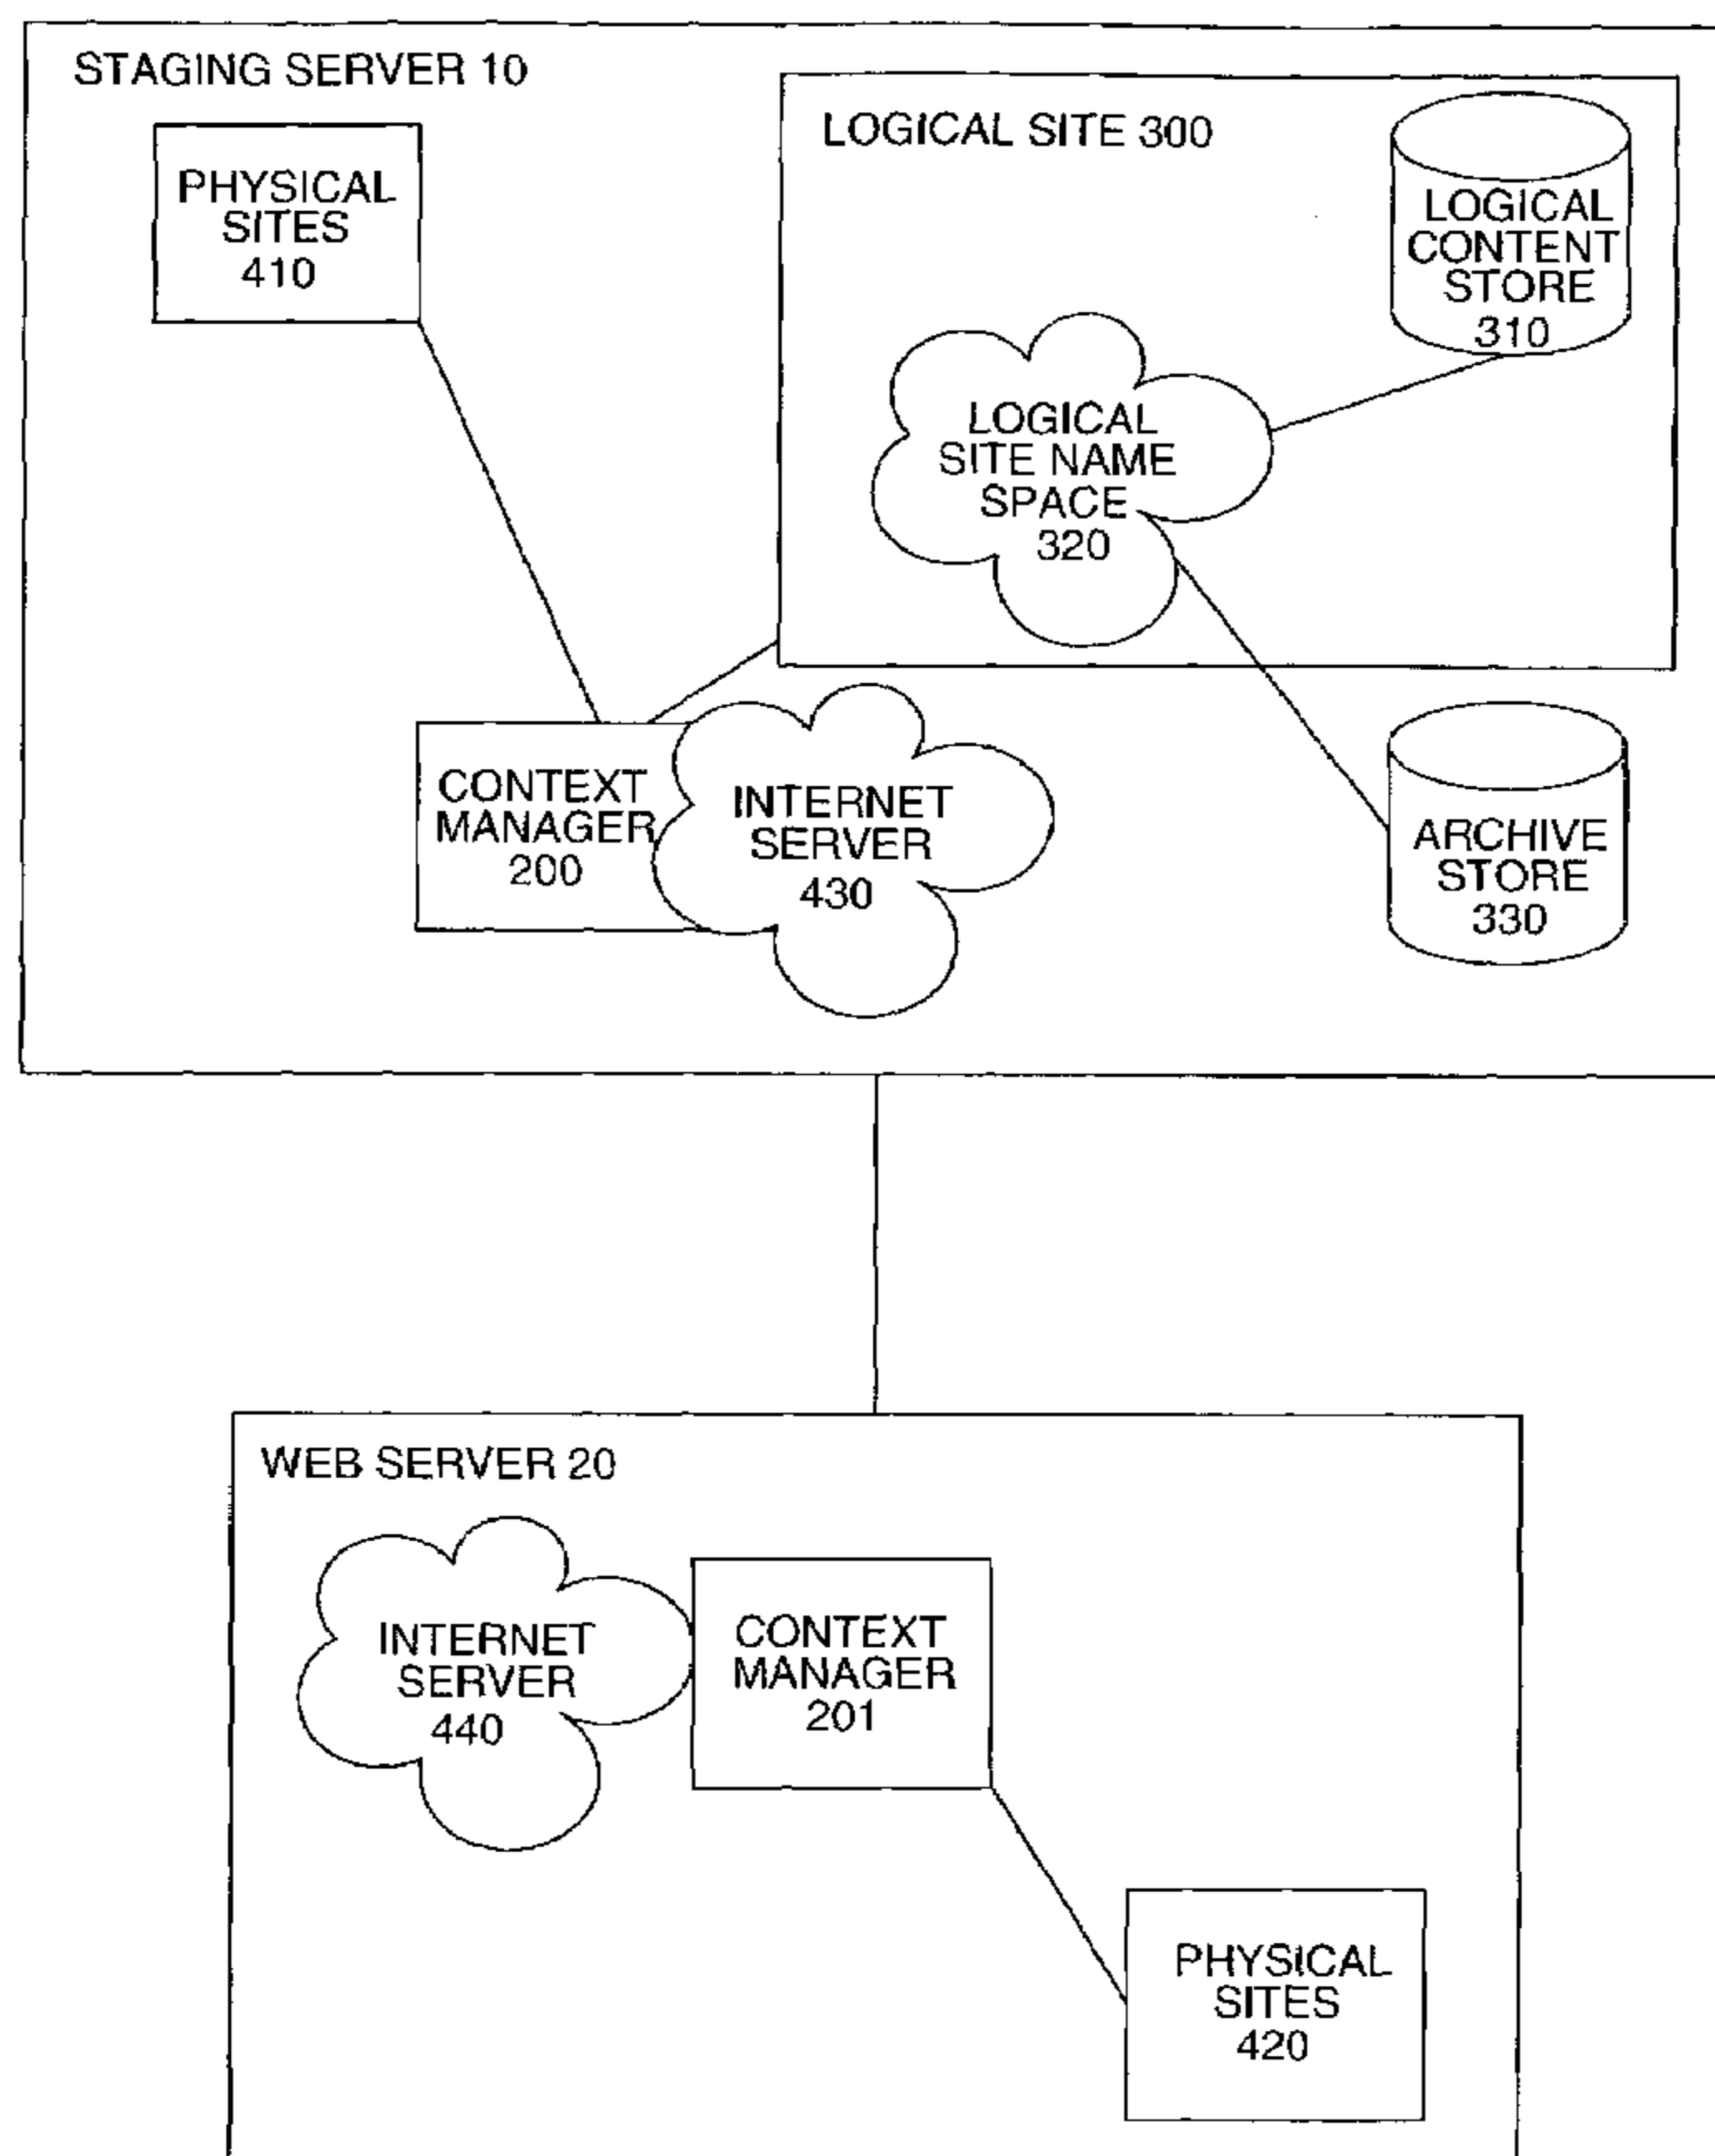 STAGING SERVER 10
PHYSICAL
SITES
410
LOGICAL SITE 300
LOGICAL
CONTENT
STORE
310
LOGICAL
SITE NAME
SPACE
320
CONTEXT
MANAGER
200
INTERNET
SERVER
430
ARCHIVE
STORE
330
WEB SERVER 20
INTERNET
SERVER
440
CONTEXT
MANAGER
201
PHYSICAL
SITES
420